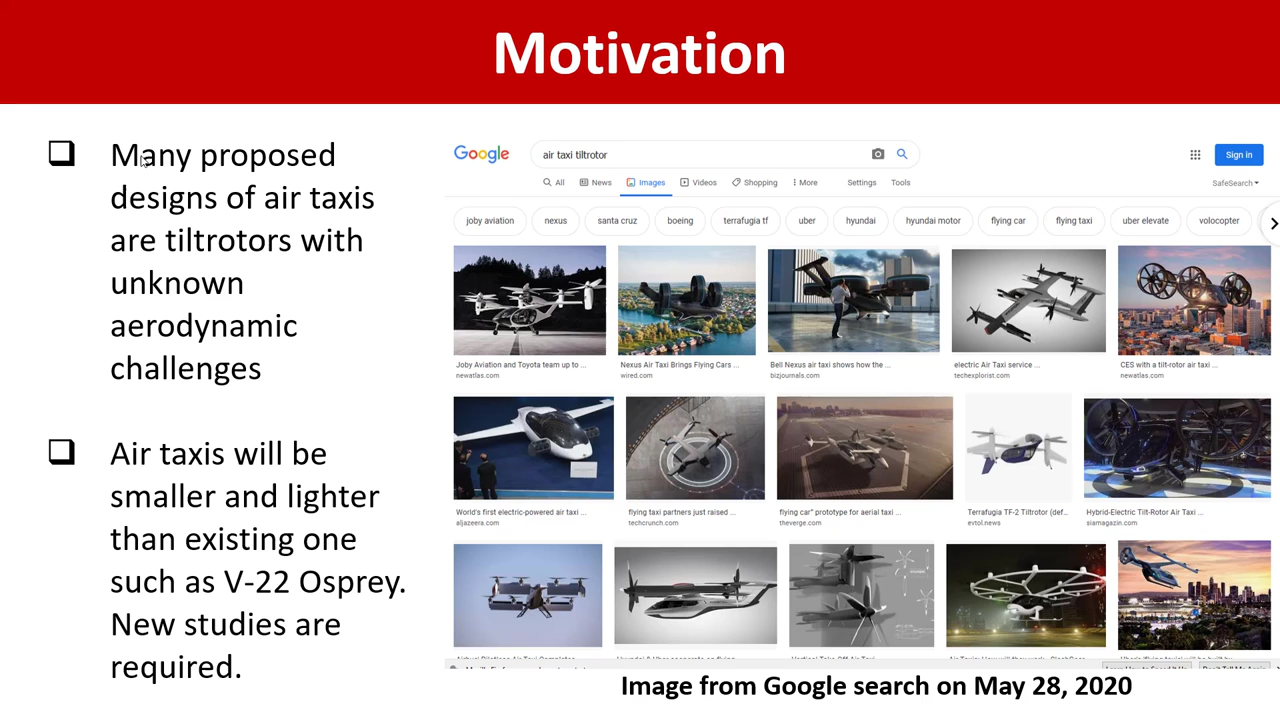 Motivation
Many proposed
designs of air taxis
are tiltrotors with
unknown
aerodynamic
challenges
Air taxis will be
smaller and lighter
than existing one
such as V-22 Osprey.
New studies are
required.
Google
air taxi tiltrotor
Sign in
All News Images Videos Shopping More Settings Tools
SafeSearch
joby aviation nexus santa cruz boeing terrafugia tf uber hyundai hyundai motor flying car flying taxi uber elevate volocopter
Joby Aviation and Toyota team up to ... Nexus Air Taxi Brings Flying Cars ... Bell Nexus air taxi shows how the ... electric Air Taxi service ... CES with a tilt-rotor air taxi ...
newatlas.com wired.com bizjournals.com techexplorist.com newatlas.com
World's first electric-powered air taxi ... flying taxi partners just raised ... flying car" prototype for aerial taxi ... Terrafugia TF-2 Tiltrotor (def... Hybrid-Electric Tilt-Rotor Air Taxi ...
aljazeera.com techcrunch.com theverge.com evtol.news siamagazin.com
Image from Google search on May 28, 2020